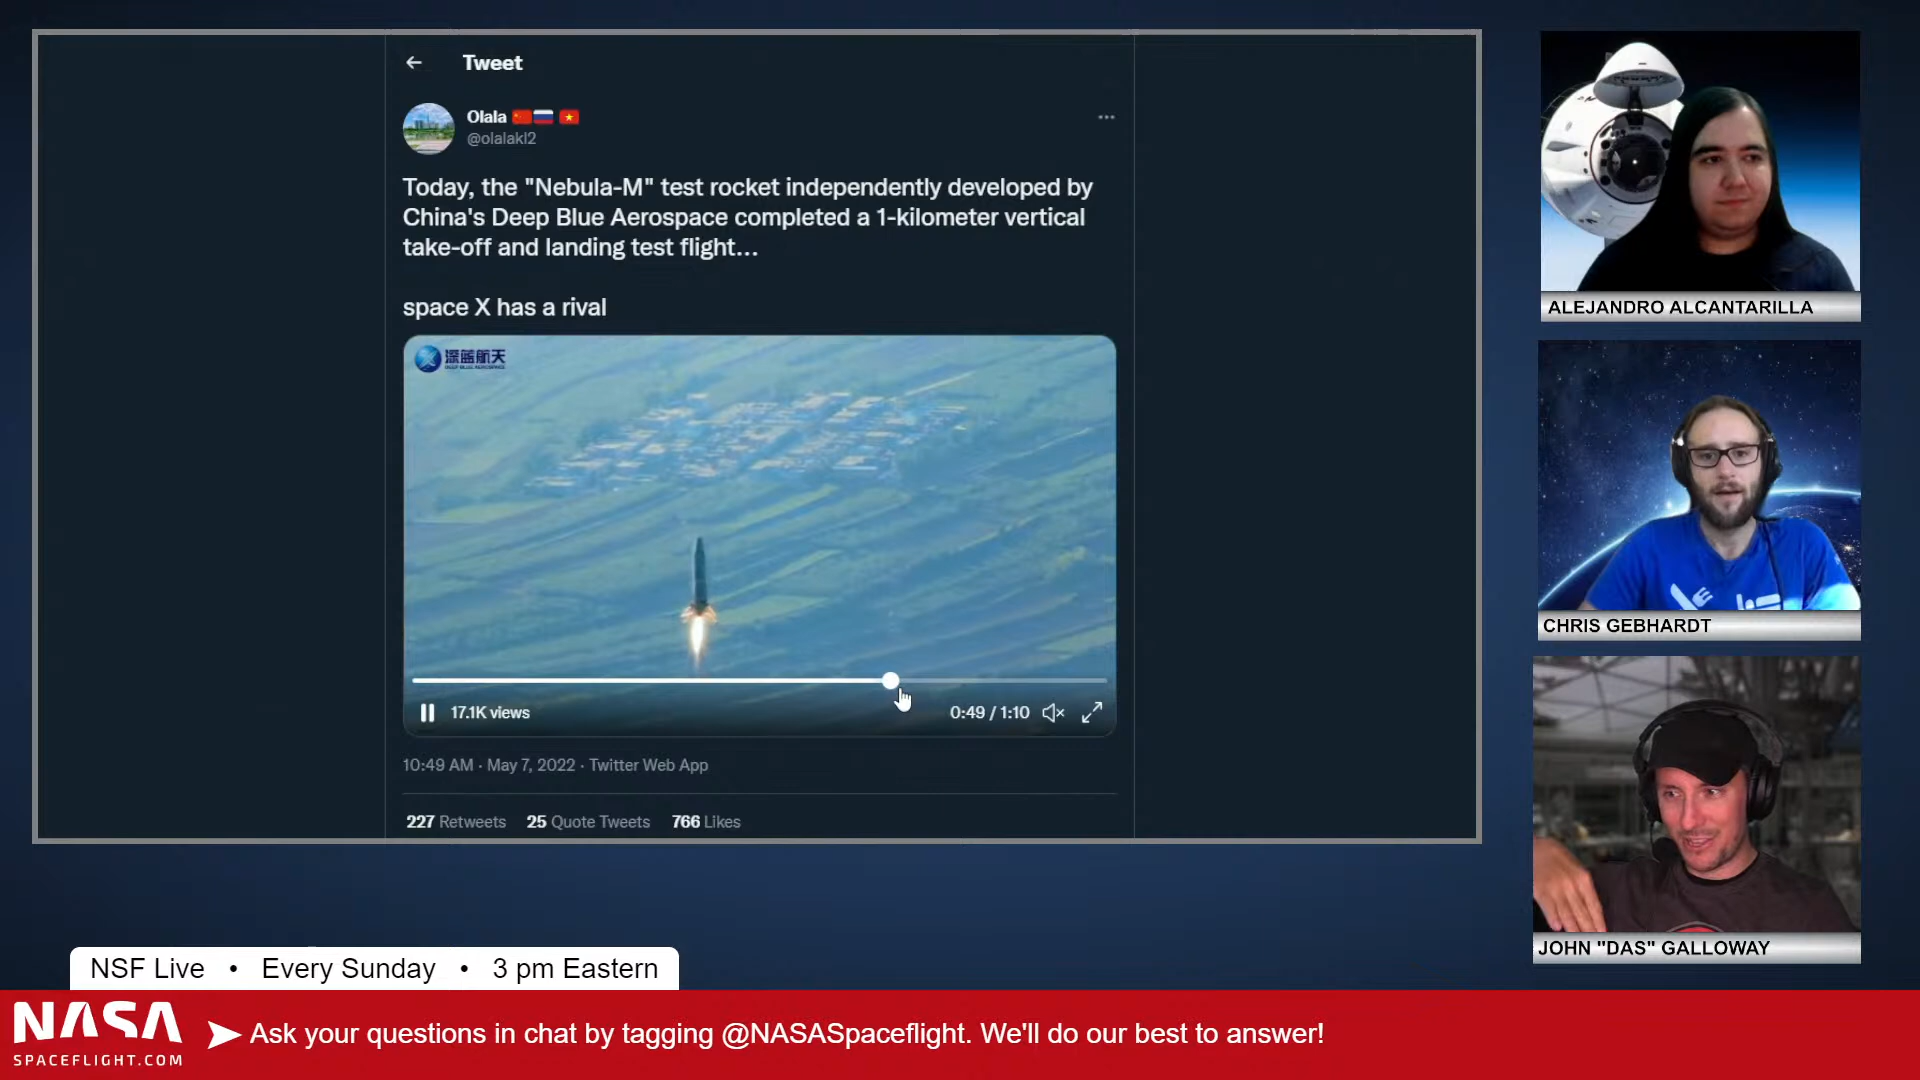 Tweet
Olala
@olalakl2
Today, the "Nebula-M" test rocket independently developed by
China's Deep Blue Aerospace completed a 1-kilometer vertical
take-off and landing test flight...
space X has a rival
深蓝航天
DEEP BLUE AEROSPACE
17.1K views
0:49 / 1:10
10:49 AM · May 7, 2022 · Twitter Web App
227 Retweets 25 Quote Tweets 766 Likes
ALEJANDRO ALCANTARILLA
CHRIS GEBHARDT
JOHN "DAS" GALLOWAY
NSF Live • Every Sunday • 3 pm Eastern
NASA
SPACEFLIGHT.COM
Ask your questions in chat by tagging @NASASpaceflight. We'll do our best to answer!